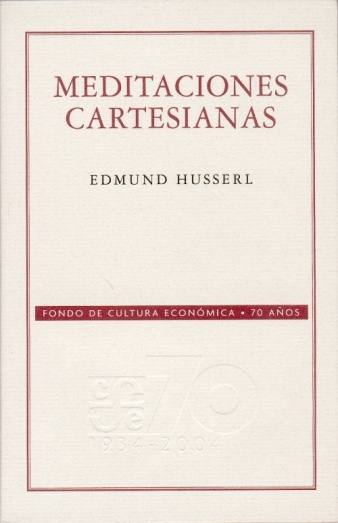 MEDITACIONES
CARTESIANAS
EDMUND HUSSERL
FONDO DE CULTURA ECONÓMICA • 70 AÑOS
70
1934-2004